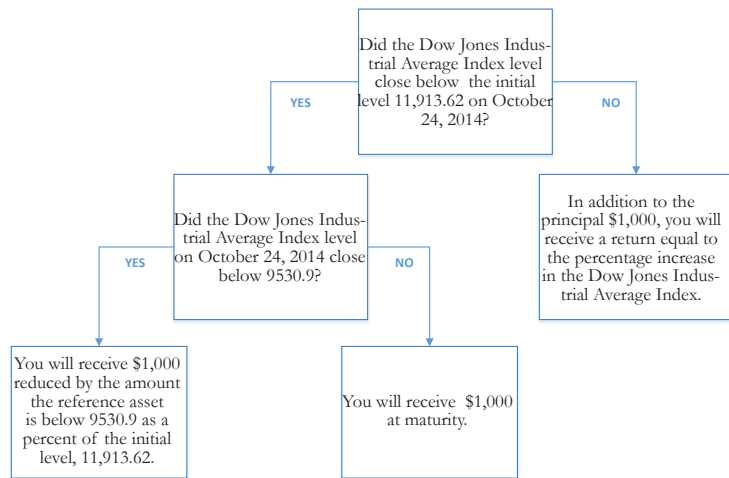 Did the Dow Jones Indus-
trial Average Index level
close below the initial
level 11,913.62 on October
24, 2014?
YES
NO
Did the Dow Jones Indus-
trial Average Index level
on October 24, 2014 close
below 9530.9?
In addition to the
principal $1,000, you will
receive a return equal to
the percentage increase
in the Dow Jones Indus-
trial Average Index.
YES
NO
You will receive $1,000
reduced by the amount
the reference asset
is below 9530.9 as a
percent of the initial
level, 11,913.62.
You will receive $1,000
at maturity.